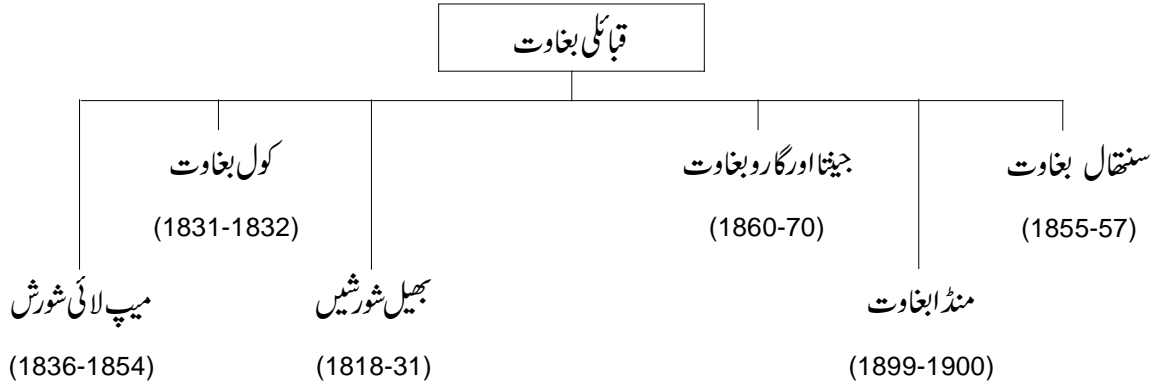 قبائلی بغاوت
سنتھال بغاوت
(1855-57)
جینتا اور گارو بغاوت
(1860-70)
کول بغاوت
(1831-1832)
منڈا بغاوت
(1899-1900)
بھیل شورشیں
(1818-31)
میپ لائی شورش
(1836-1854)